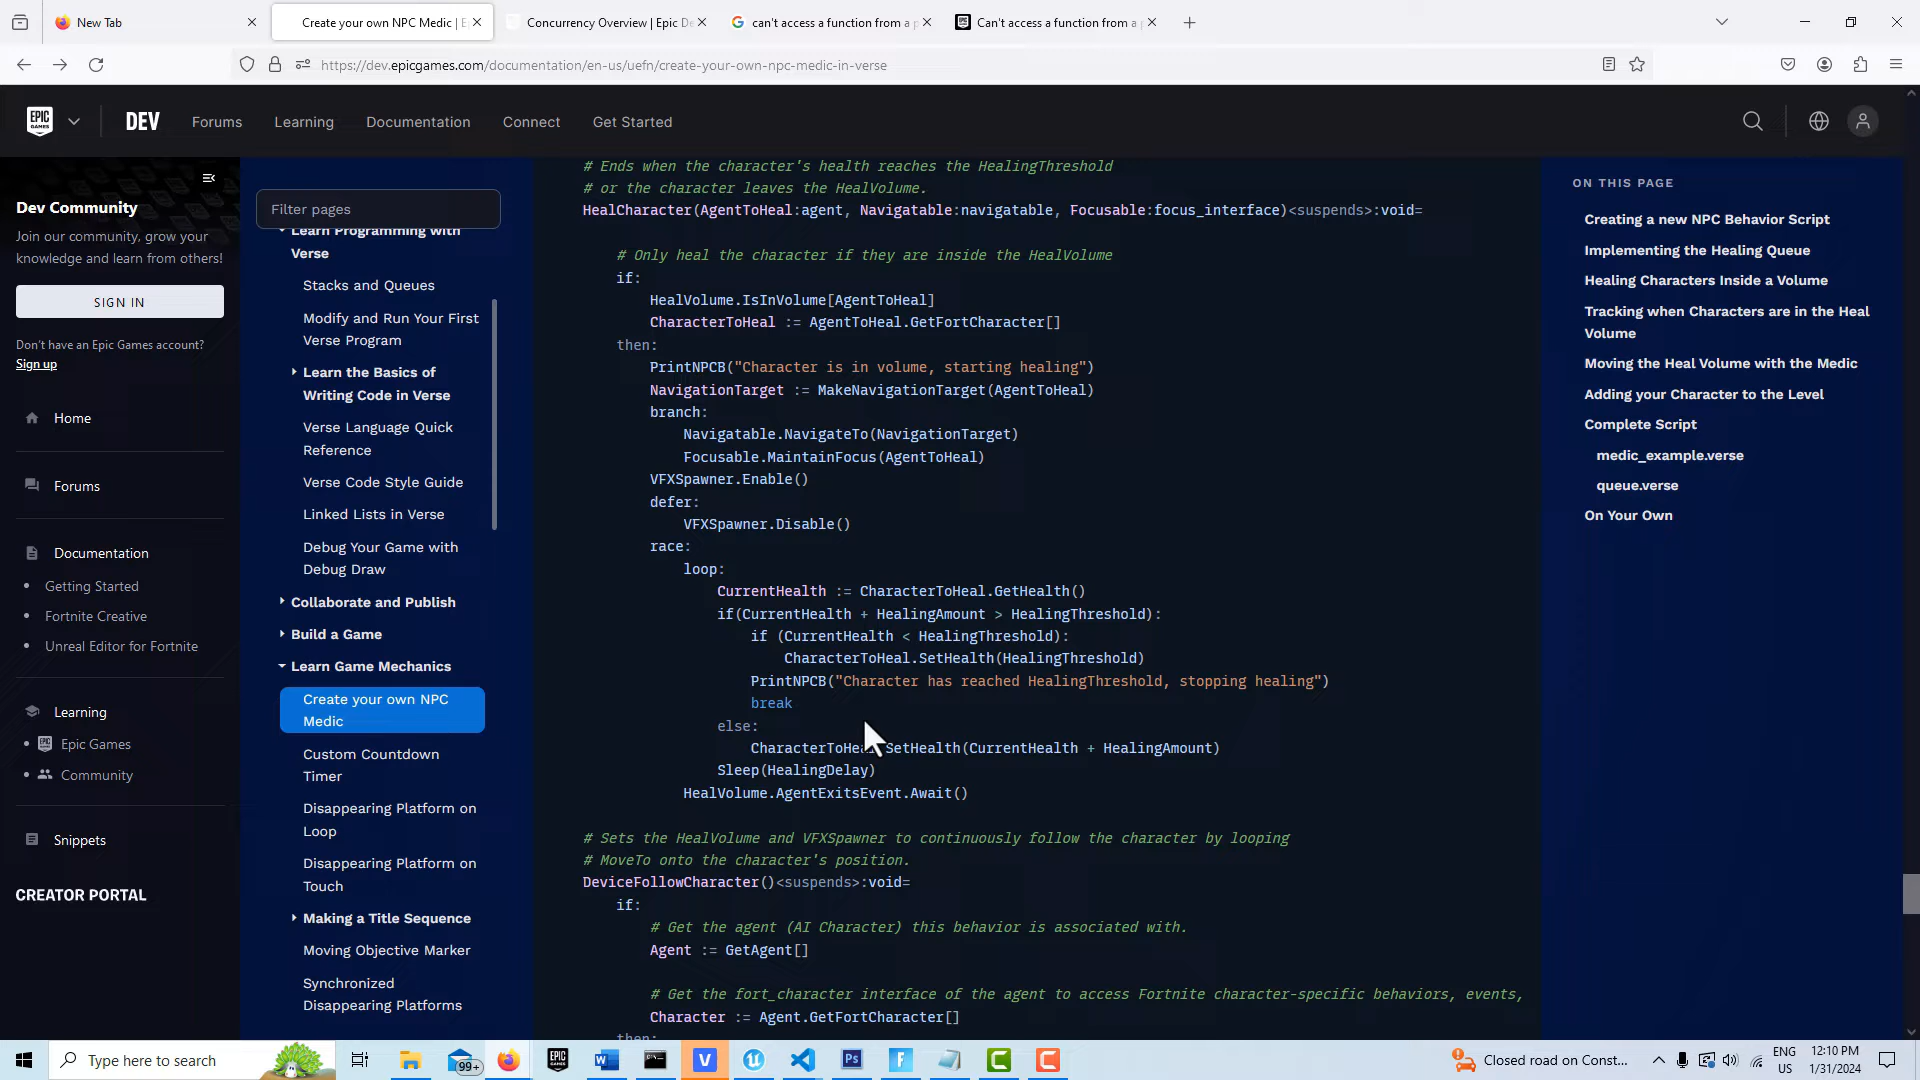 New Tab
Create your own NPC Medic | E
Concurrency Overview | Epic De
can't access a function from a p
Can't access a function from a p
https://dev.epicgames.com/documentation/en-us/uefn/create-your-own-npc-medic-in-verse
EPIC GAMES
DEV
Forums
Learning
Documentation
Connect
Get Started
Dev Community
Join our community, grow your
knowledge and learn from others!
SIGN IN
Don't have an Epic Games account?
Sign up
Home
Forums
Documentation
Getting Started
Fortnite Creative
Unreal Editor for Fortnite
Learning
Epic Games
Community
Snippets
CREATOR PORTAL
Filter pages
Learn Programming with
Verse
Stacks and Queues
Modify and Run Your First
Verse Program
Learn the Basics of
Writing Code in Verse
Verse Language Quick
Reference
Verse Code Style Guide
Linked Lists in Verse
Debug Your Game with
Debug Draw
Collaborate and Publish
Build a Game
Learn Game Mechanics
Create your own NPC
Medic
Custom Countdown
Timer
Disappearing Platform on
Loop
Disappearing Platform on
Touch
Making a Title Sequence
Moving Objective Marker
Synchronized
Disappearing Platforms
# Ends when the character's health reaches the HealingThreshold
# or the character leaves the HealVolume.
HealCharacter(AgentToHeal:agent, Navigatable:navigatable, Focusable:focus_interface)<suspends>:void=
# Only heal the character if they are inside the HealVolume
if:
HealVolume.IsInVolume[AgentToHeal]
CharacterToHeal := AgentToHeal.GetFortCharacter[]
then:
PrintNPCB("Character is in volume, starting healing")
NavigationTarget := MakeNavigationTarget(AgentToHeal)
branch:
Navigatable.NavigateTo(NavigationTarget)
Focusable.MaintainFocus(AgentToHeal)
VFXSpawner.Enable()
defer:
VFXSpawner.Disable()
race:
loop:
CurrentHealth := CharacterToHeal.GetHealth()
if(CurrentHealth + HealingAmount > HealingThreshold):
if (CurrentHealth < HealingThreshold):
CharacterToHeal.SetHealth(HealingThreshold)
PrintNPCB("Character has reached HealingThreshold, stopping healing")
break
else:
CharacterToHeal.SetHealth(CurrentHealth + HealingAmount)
Sleep(HealingDelay)
HealVolume.AgentExitsEvent.Await()
# Sets the HealVolume and VFXSpawner to continuously follow the character by looping
# MoveTo onto the character's position.
DeviceFollowCharacter()<suspends>:void=
if:
# Get the agent (AI Character) this behavior is associated with.
Agent := GetAgent[]
# Get the fort_character interface of the agent to access Fortnite character-specific behaviors, events,
Character := Agent.GetFortCharacter[]
then:
ON THIS PAGE
Creating a new NPC Behavior Script
Implementing the Healing Queue
Healing Characters Inside a Volume
Tracking when Characters are in the Heal
Volume
Moving the Heal Volume with the Medic
Adding your Character to the Level
Complete Script
medic_example.verse
queue.verse
On Your Own
Type here to search
99+
Closed road on Const...
ENG
US
12:10 PM
1/31/2024